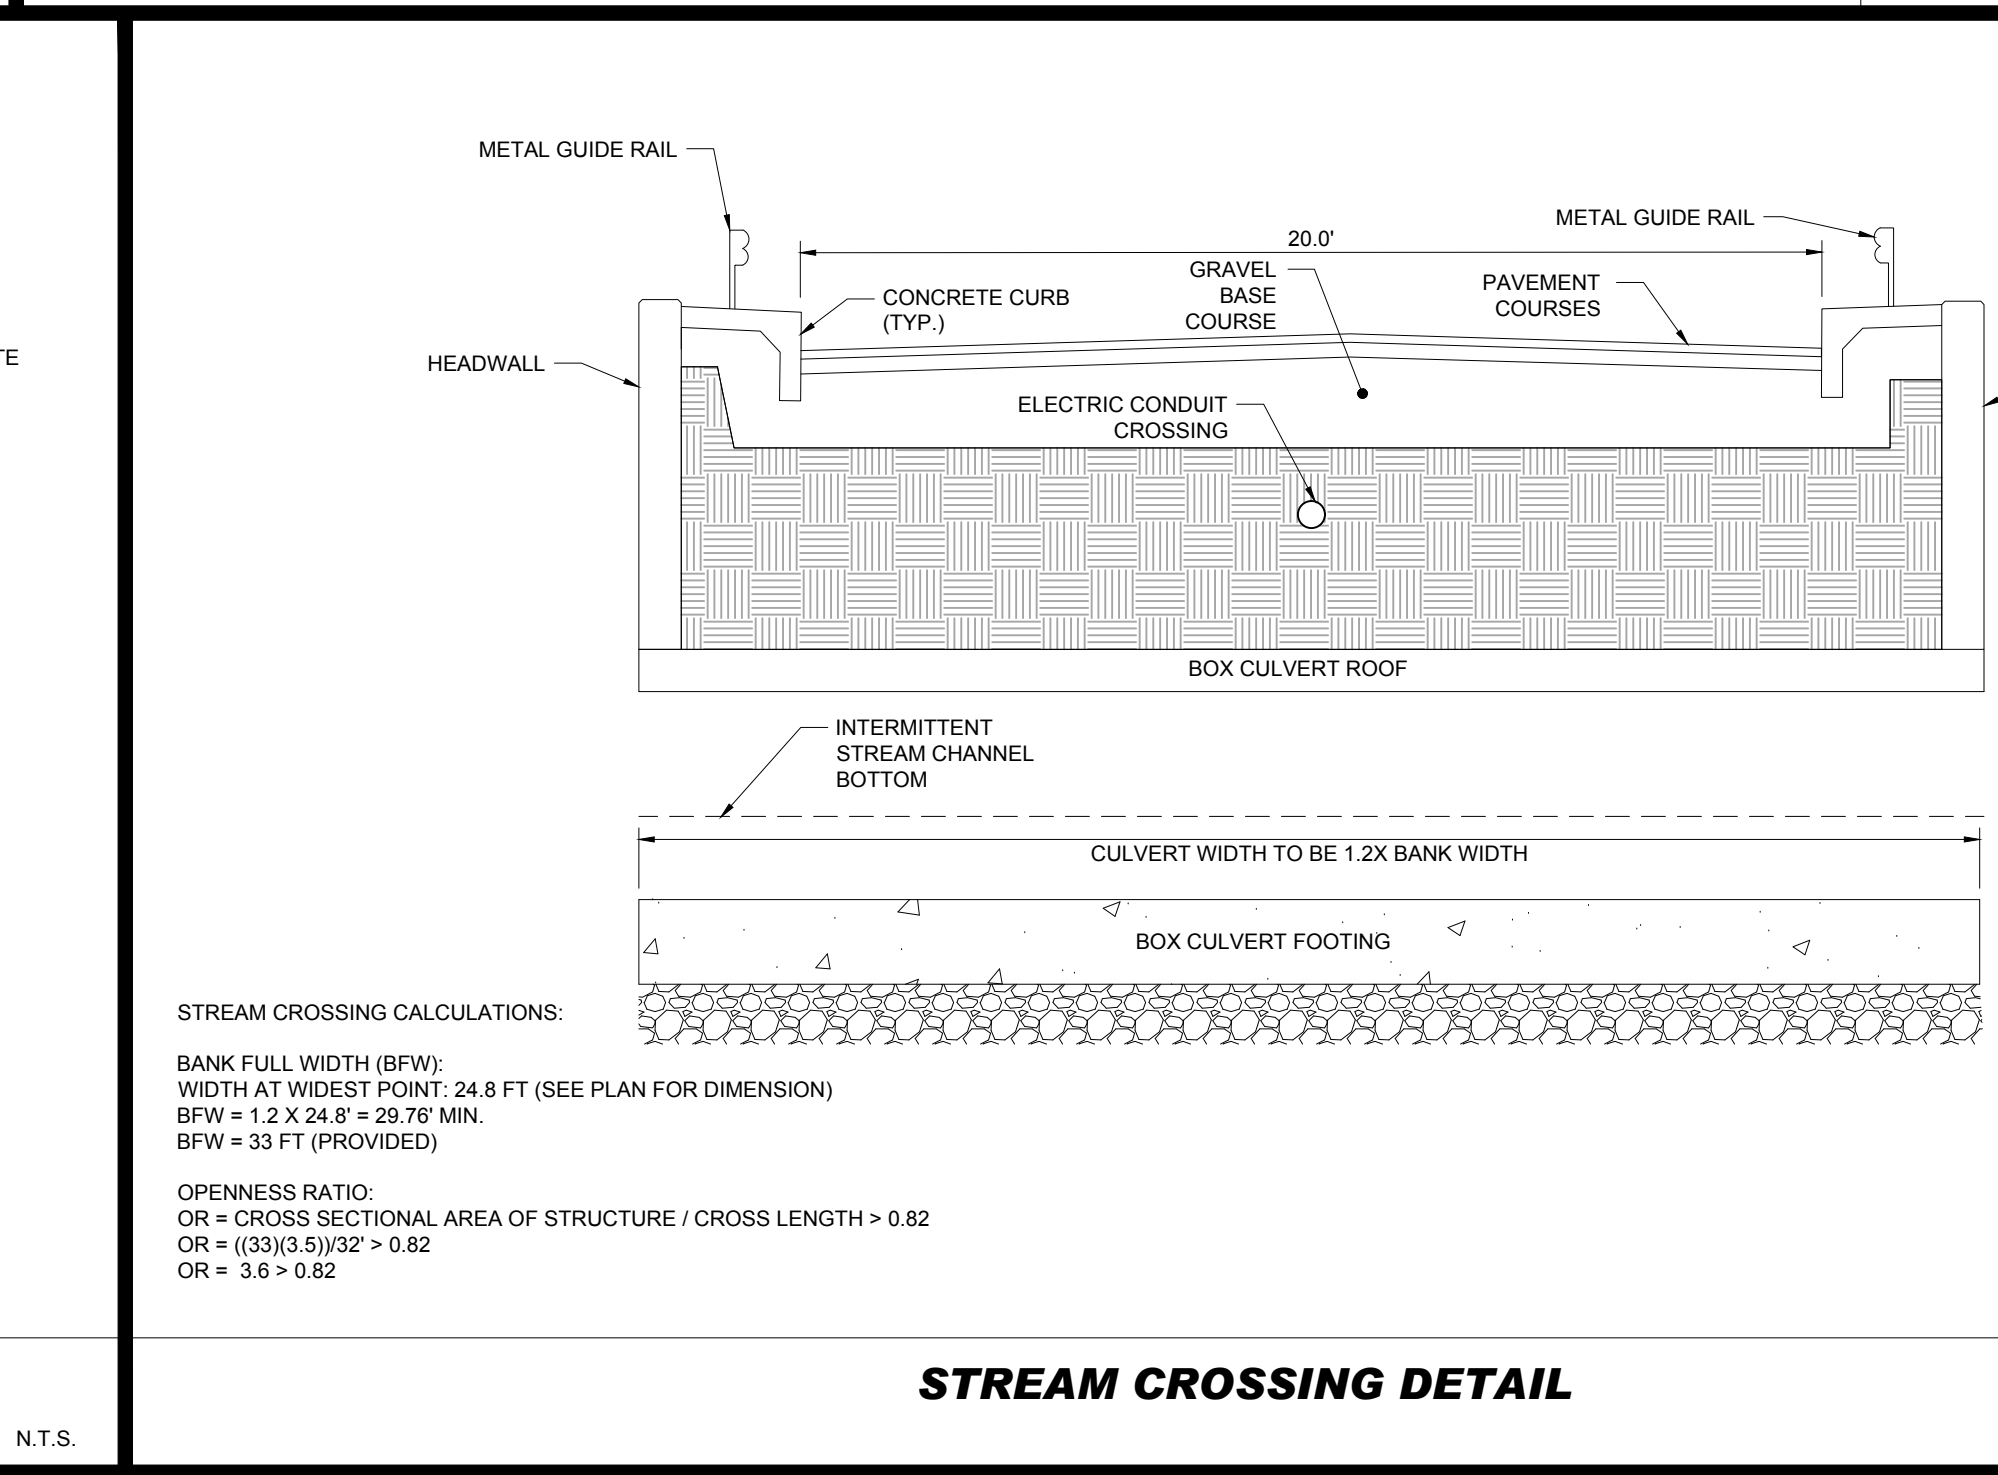 TE
METAL GUIDE RAIL
METAL GUIDE RAIL
20.0'
GRAVEL
BASE
COURSE
PAVEMENT
COURSES
CONCRETE CURB
(TYP.)
HEADWALL
ELECTRIC CONDUIT
CROSSING
BOX CULVERT ROOF
INTERMITTENT
STREAM CHANNEL
BOTTOM
CULVERT WIDTH TO BE 1.2X BANK WIDTH
BOX CULVERT FOOTING
STREAM CROSSING CALCULATIONS:
BANK FULL WIDTH (BFW):
WIDTH AT WIDEST POINT: 24.8 FT (SEE PLAN FOR DIMENSION)
BFW = 1.2 X 24.8' = 29.76' MIN.
BFW = 33 FT (PROVIDED)
OPENNESS RATIO:
OR = CROSS SECTIONAL AREA OF STRUCTURE / CROSS LENGTH > 0.82
OR = ((33)(3.5))/32' > 0.82
OR =  3.6 > 0.82
STREAM CROSSING DETAIL
N.T.S.